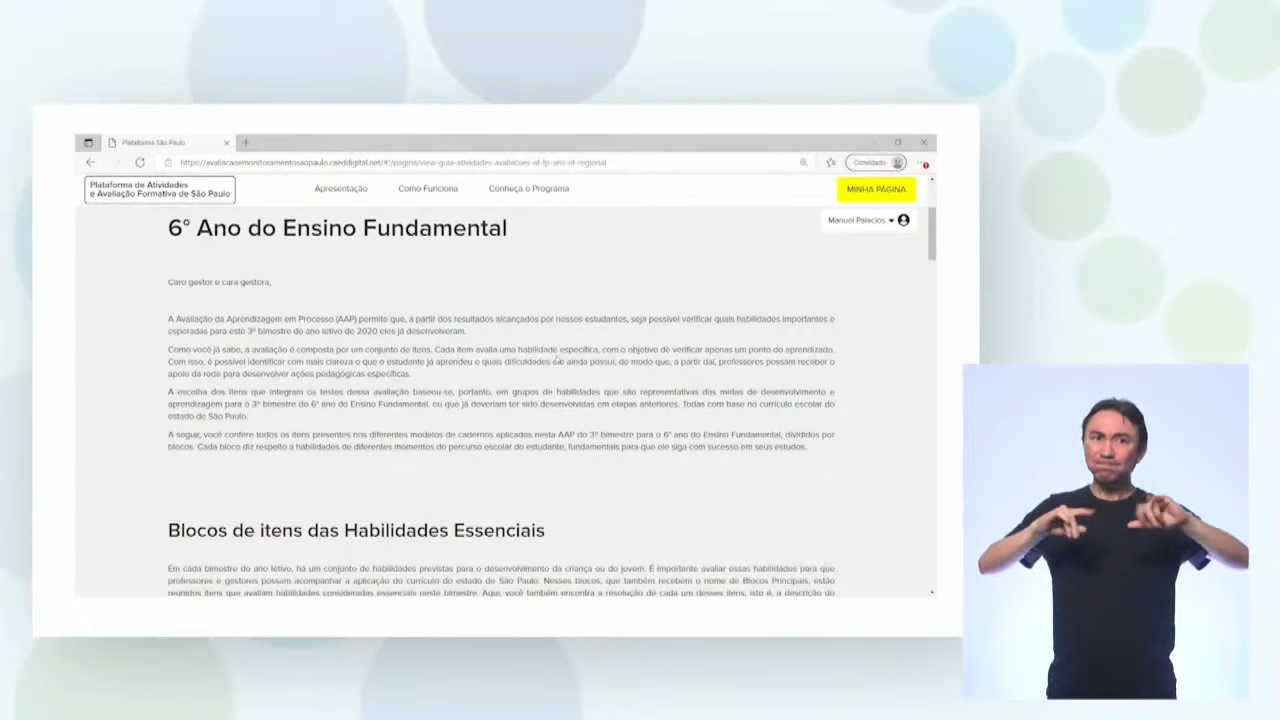 Plataforma São Paulo
https://avaliacaoemonitoramentosaopaulo.caeddigital.net/#!/pagina/view-guia-atividades-avaliacoes-af-lp-seis-ef-regional
Convidado
Plataforma de Atividades
e Avaliação Formativa de São Paulo
Apresentação
Como Funciona
Conheça o Programa
MINHA PÁGINA
Manuel Palacios
6° Ano do Ensino Fundamental
Caro gestor e cara gestora,
A Avaliação da Aprendizagem em Processo (AAP) permite que, a partir dos resultados alcançados por nossos estudantes, seja possível verificar quais habilidades importantes e
esperadas para este 3º bimestre do ano letivo de 2020 eles já desenvolveram.
Como você já sabe, a avaliação é composta por um conjunto de itens. Cada item avalia uma habilidade específica, com o objetivo de verificar apenas um ponto do aprendizado.
Com isso, é possível identificar com mais clareza o que o estudante já aprendeu e quais dificuldades ele ainda possui, de modo que, a partir daí, professores possam receber o
apoio da rede para desenvolver ações pedagógicas específicas.
A escolha dos itens que integram os testes dessa avaliação baseou-se, portanto, em grupos de habilidades que são representativas das metas de desenvolvimento e
aprendizagem para o 3º bimestre do 6º ano do Ensino Fundamental, ou que já deveriam ter sido desenvolvidas em etapas anteriores. Todas com base no currículo escolar do
estado de São Paulo.
A seguir, você confere todos os itens presentes nos diferentes modelos de cadernos aplicados nesta AAP do 3º bimestre para o 6º ano do Ensino Fundamental, divididos por
blocos. Cada bloco diz respeito a habilidades de diferentes momentos do percurso escolar do estudante, fundamentais para que ele siga com sucesso em seus estudos.
Blocos de itens das Habilidades Essenciais
Em cada bimestre do ano letivo, há um conjunto de habilidades previstas para o desenvolvimento da criança ou do jovem. É importante avaliar essas habilidades para que
professores e gestores possam acompanhar a aplicação do currículo do estado de São Paulo. Nesses blocos, que também recebem o nome de Blocos Principais, estão
reunidos itens que avaliam habilidades consideradas essenciais neste bimestre. Aqui, você também encontra a resolução de cada um desses itens, isto é, a descrição do